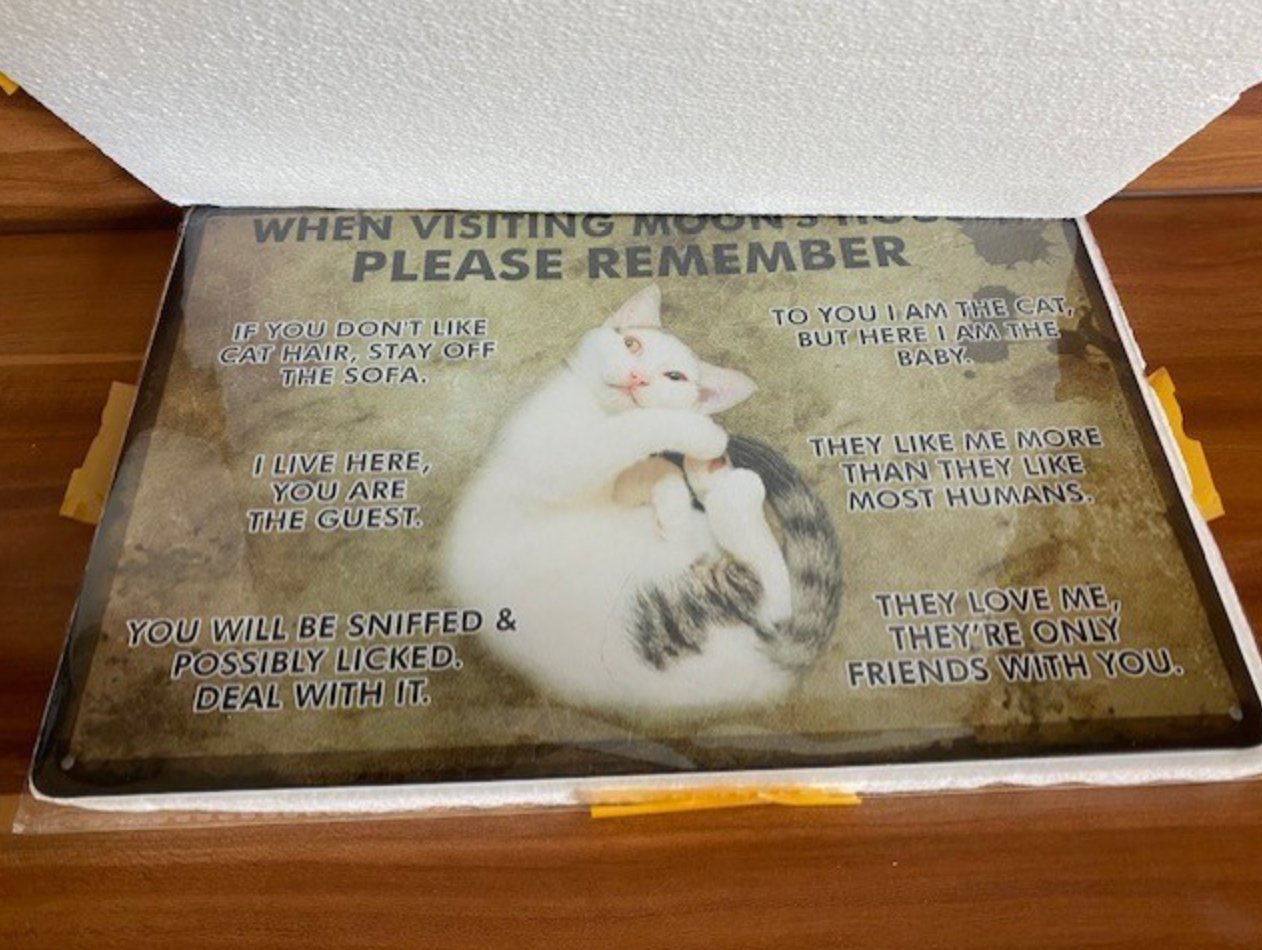 WHEN VISITING MOON'S HOUSE
PLEASE REMEMBER
IF YOU DON'T LIKE
CAT HAIR, STAY OFF
THE SOFA.
I LIVE HERE,
YOU ARE
THE GUEST.
YOU WILL BE SNIFFED &
POSSIBLY LICKED.
DEAL WITH IT.
TO YOU I AM THE CAT,
BUT HERE I AM THE
BABY.
THEY LIKE ME MORE
THAN THEY LIKE
MOST HUMANS.
THEY LOVE ME,
THEY'RE ONLY
FRIENDS WITH YOU.